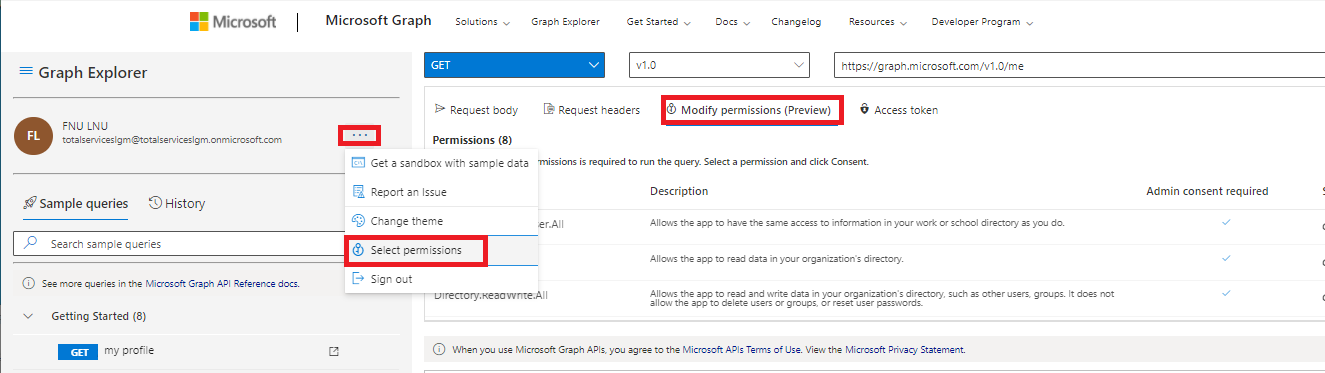 Microsoft
Microsoft Graph
Solutions
Graph Explorer
Get Started
Docs
Changelog
Resources
Developer Program
Graph Explorer
GET
v1.0
https://graph.microsoft.com/v1.0/me
FL
FNU LNU
totalserviceslgm@totalserviceslgm.onmicrosoft.com
...
Request body
Request headers
Modify permissions (Preview)
Access token
Permissions (8)
missions is required to run the query. Select a permission and click Consent.
Get a sandbox with sample data
Report an Issue
Change theme
Select permissions
Sign out
Description
Admin consent required
Sample queries
History
Search sample queries
ser.All
Allows the app to have the same access to information in your work or school directory as you do.
Allows the app to read data in your organization's directory.
Directory.ReadWrite.All
Allows the app to read and write data in your organization's directory, such as other users, groups. It does not
allow the app to delete users or groups, or reset user passwords.
See more queries in the Microsoft Graph API Reference docs.
Getting Started (8)
GET
my profile
When you use Microsoft Graph APIs, you agree to the Microsoft APIs Terms of Use. View the Microsoft Privacy Statement.